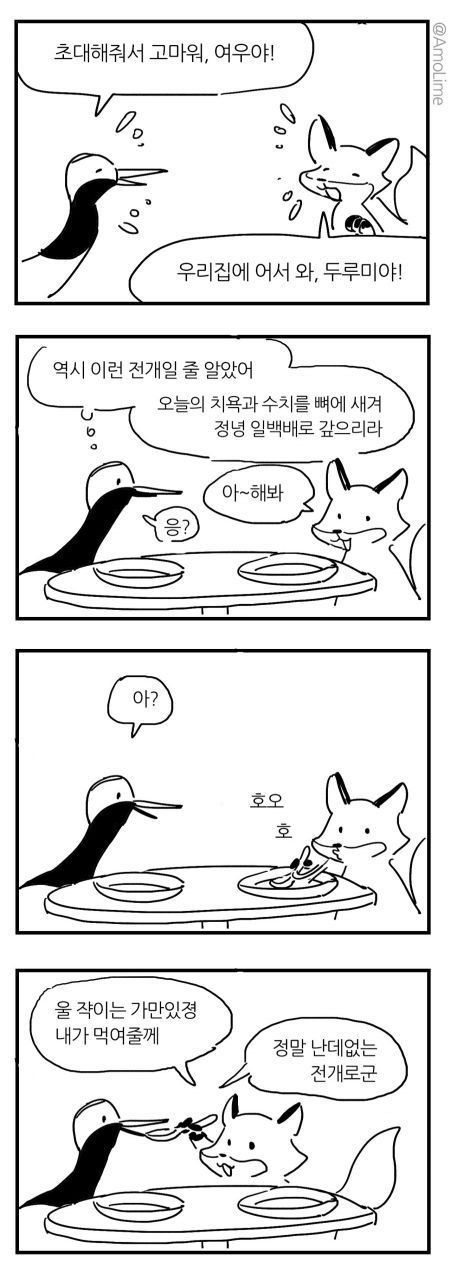 @AmoLime
초대해줘서 고마워, 여우야!
우리집에 어서 와, 두루미야!
역시 이런 전개일 줄 알았어
오늘의 치욕과 수치를 뼈에 새겨
정녕 일백배로 갚으리라
아~해봐
응?
아?
호오
호
울 쟉이는 가만있졍
내가 먹여줄께
정말 난데없는
전개로군